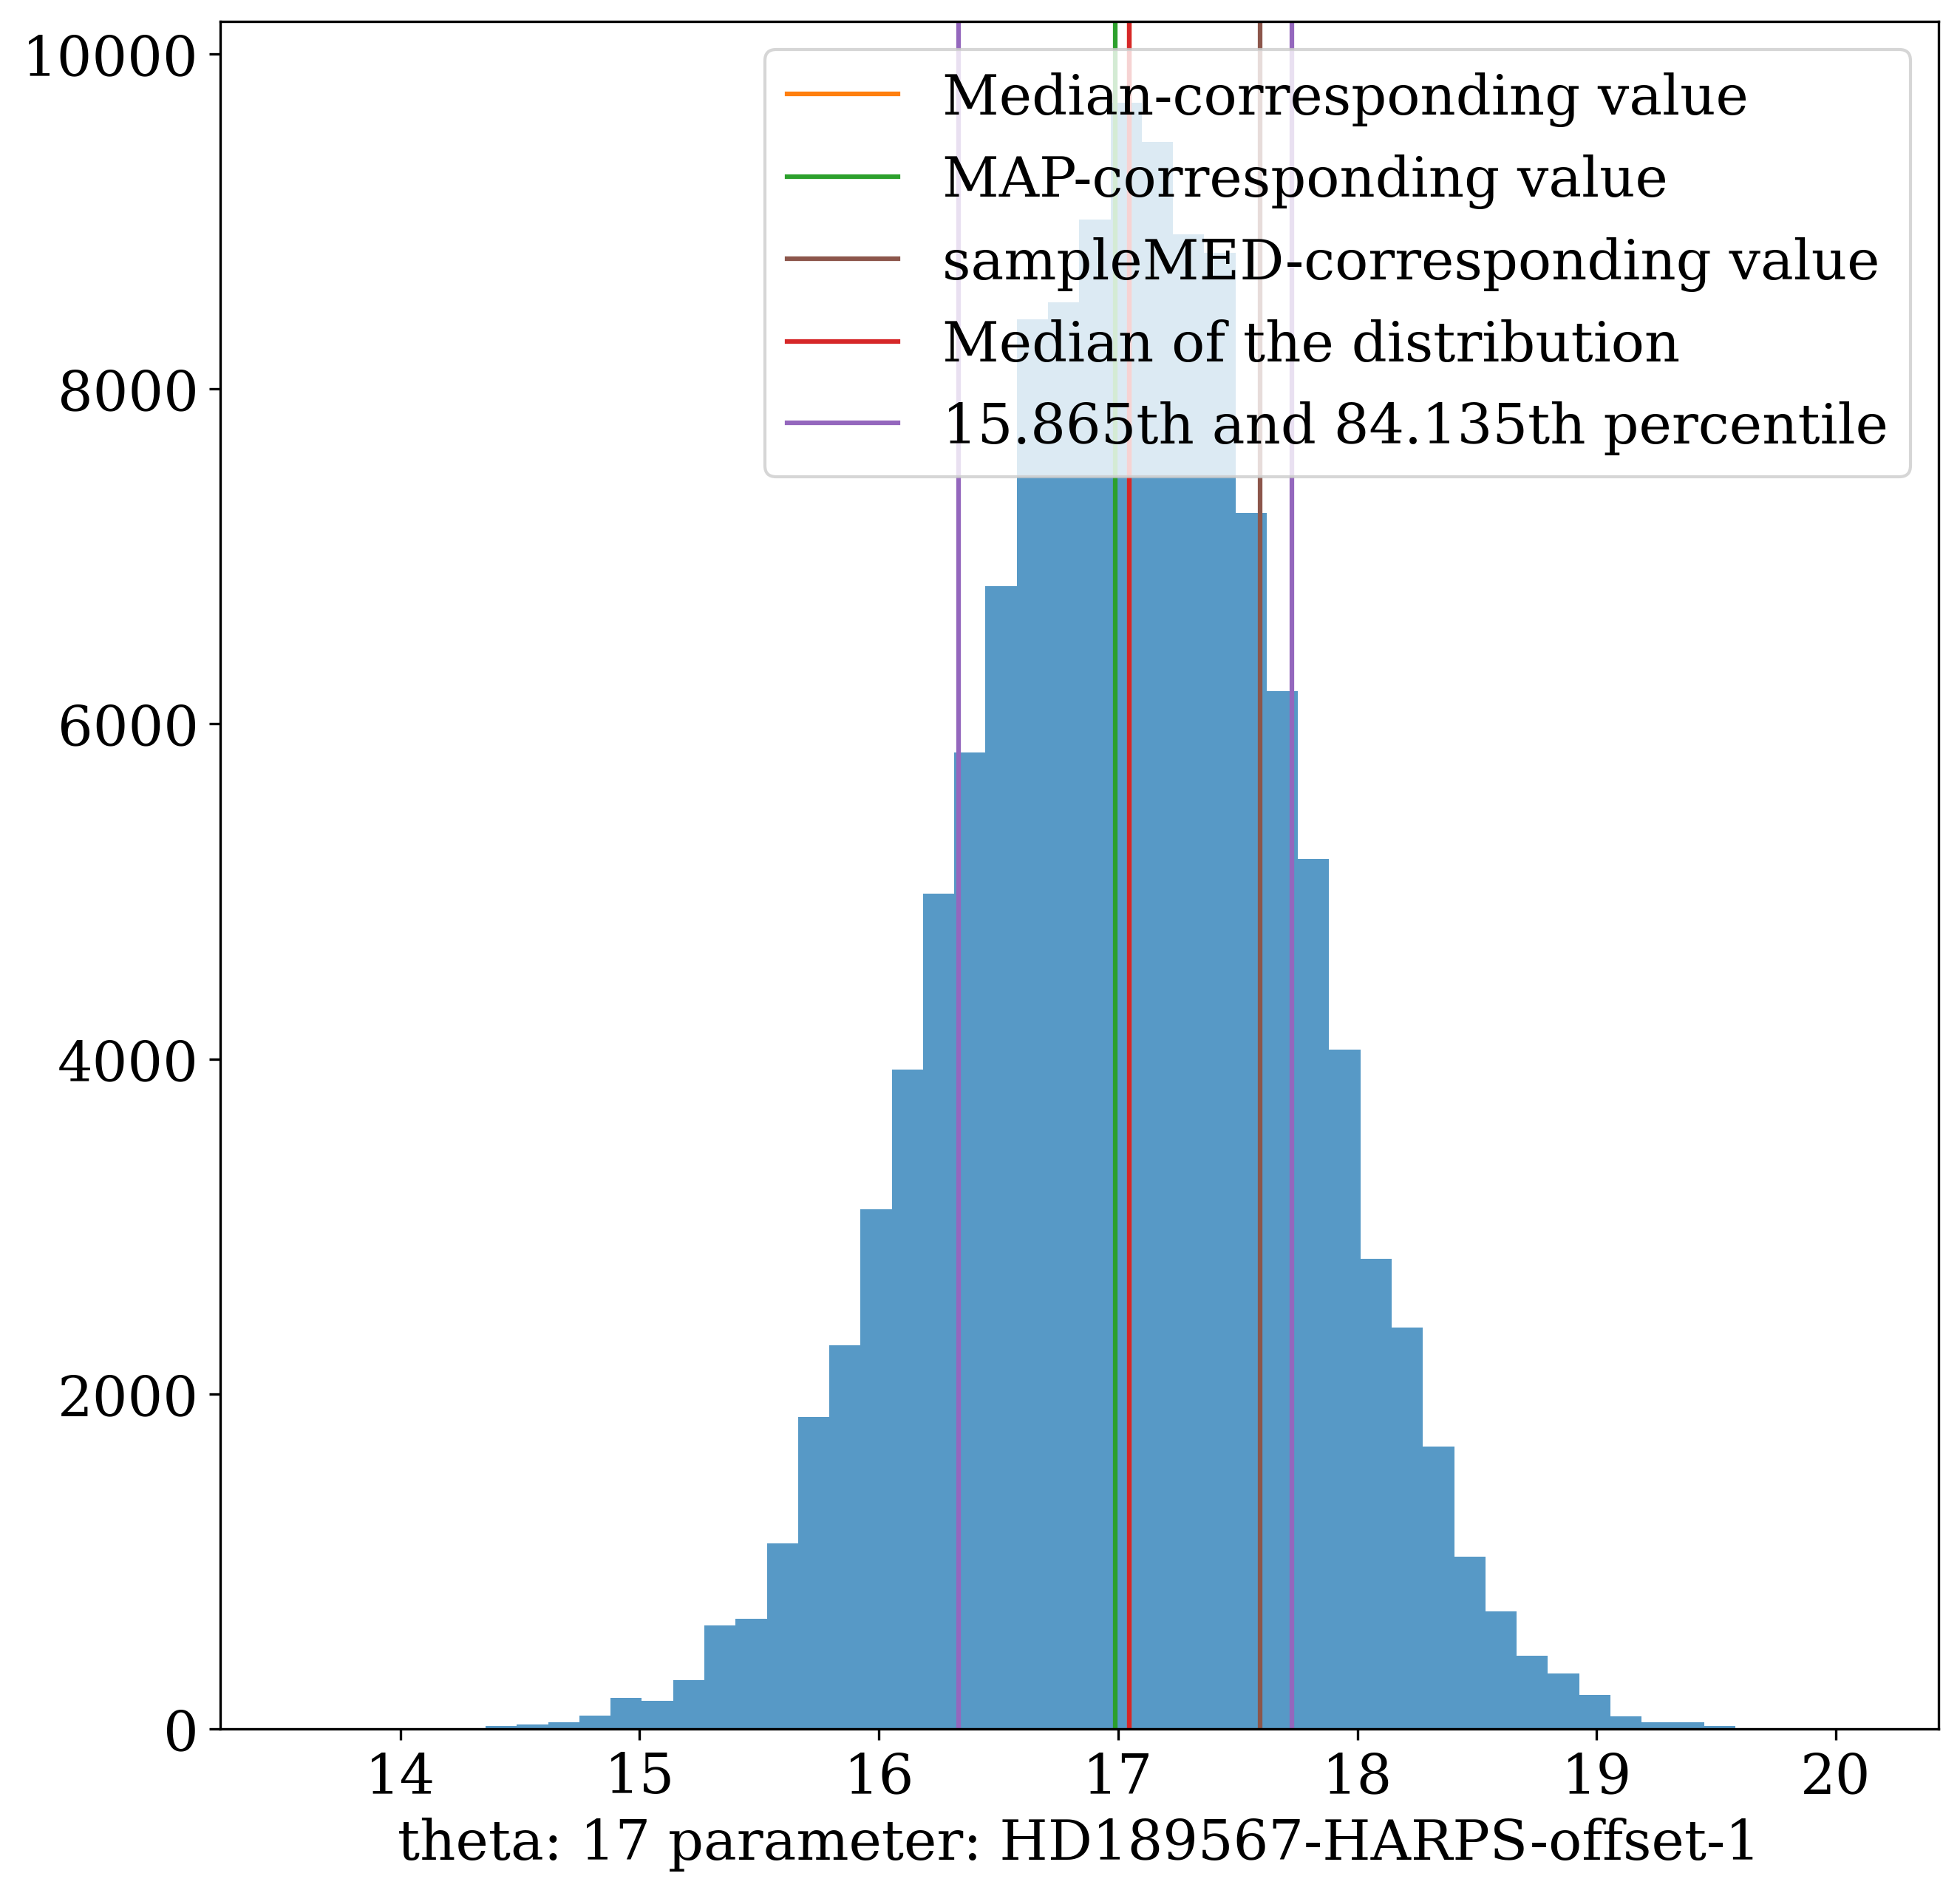 10000
8000
6000
4000
2000
0
Median-corresponding value
MAP-corresponding value
sampleMED-corresponding value
Median of the distribution
15.865th and 84.135th percentile
14 15 16 17 18 19 20
theta: 17 parameter: HD189567-HARPS-offset-1